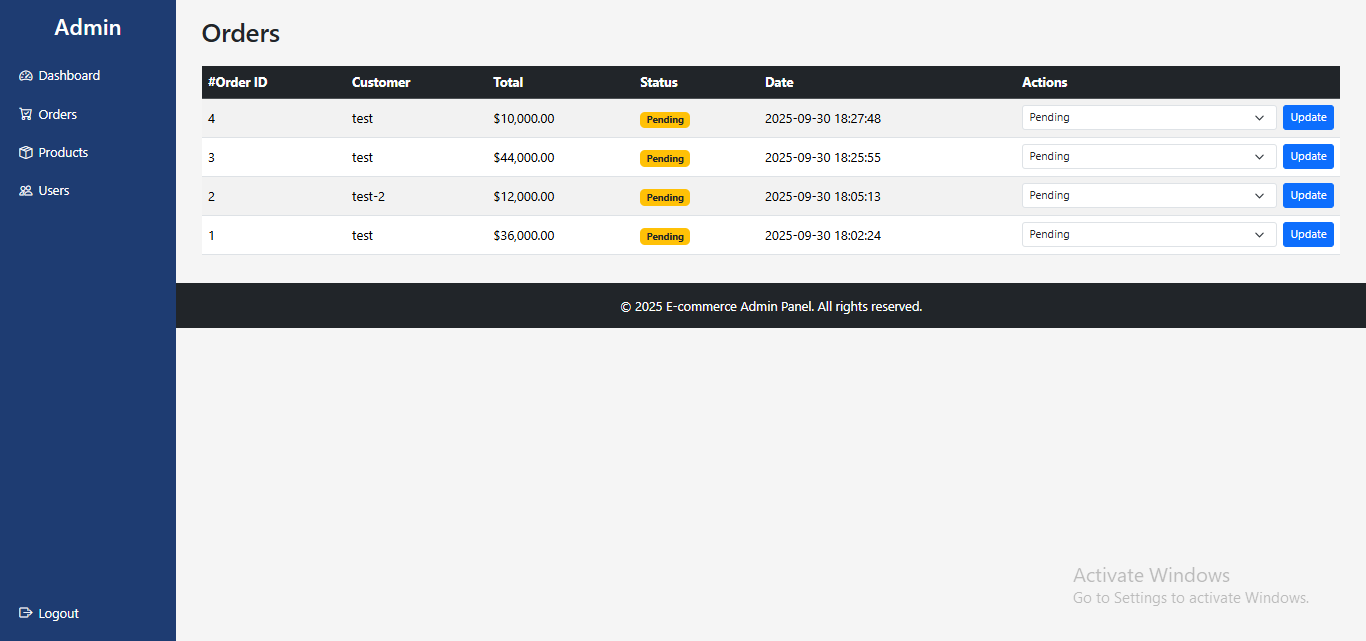 Admin
Dashboard
Orders
Products
Users
Logout
Orders
#Order ID Customer Total Status Date Actions
4 test $10,000.00 Pending 2025-09-30 18:27:48 Pending Update
3 test $44,000.00 Pending 2025-09-30 18:25:55 Pending Update
2 test-2 $12,000.00 Pending 2025-09-30 18:05:13 Pending Update
1 test $36,000.00 Pending 2025-09-30 18:02:24 Pending Update
© 2025 E-commerce Admin Panel. All rights reserved.
Activate Windows
Go to Settings to activate Windows.